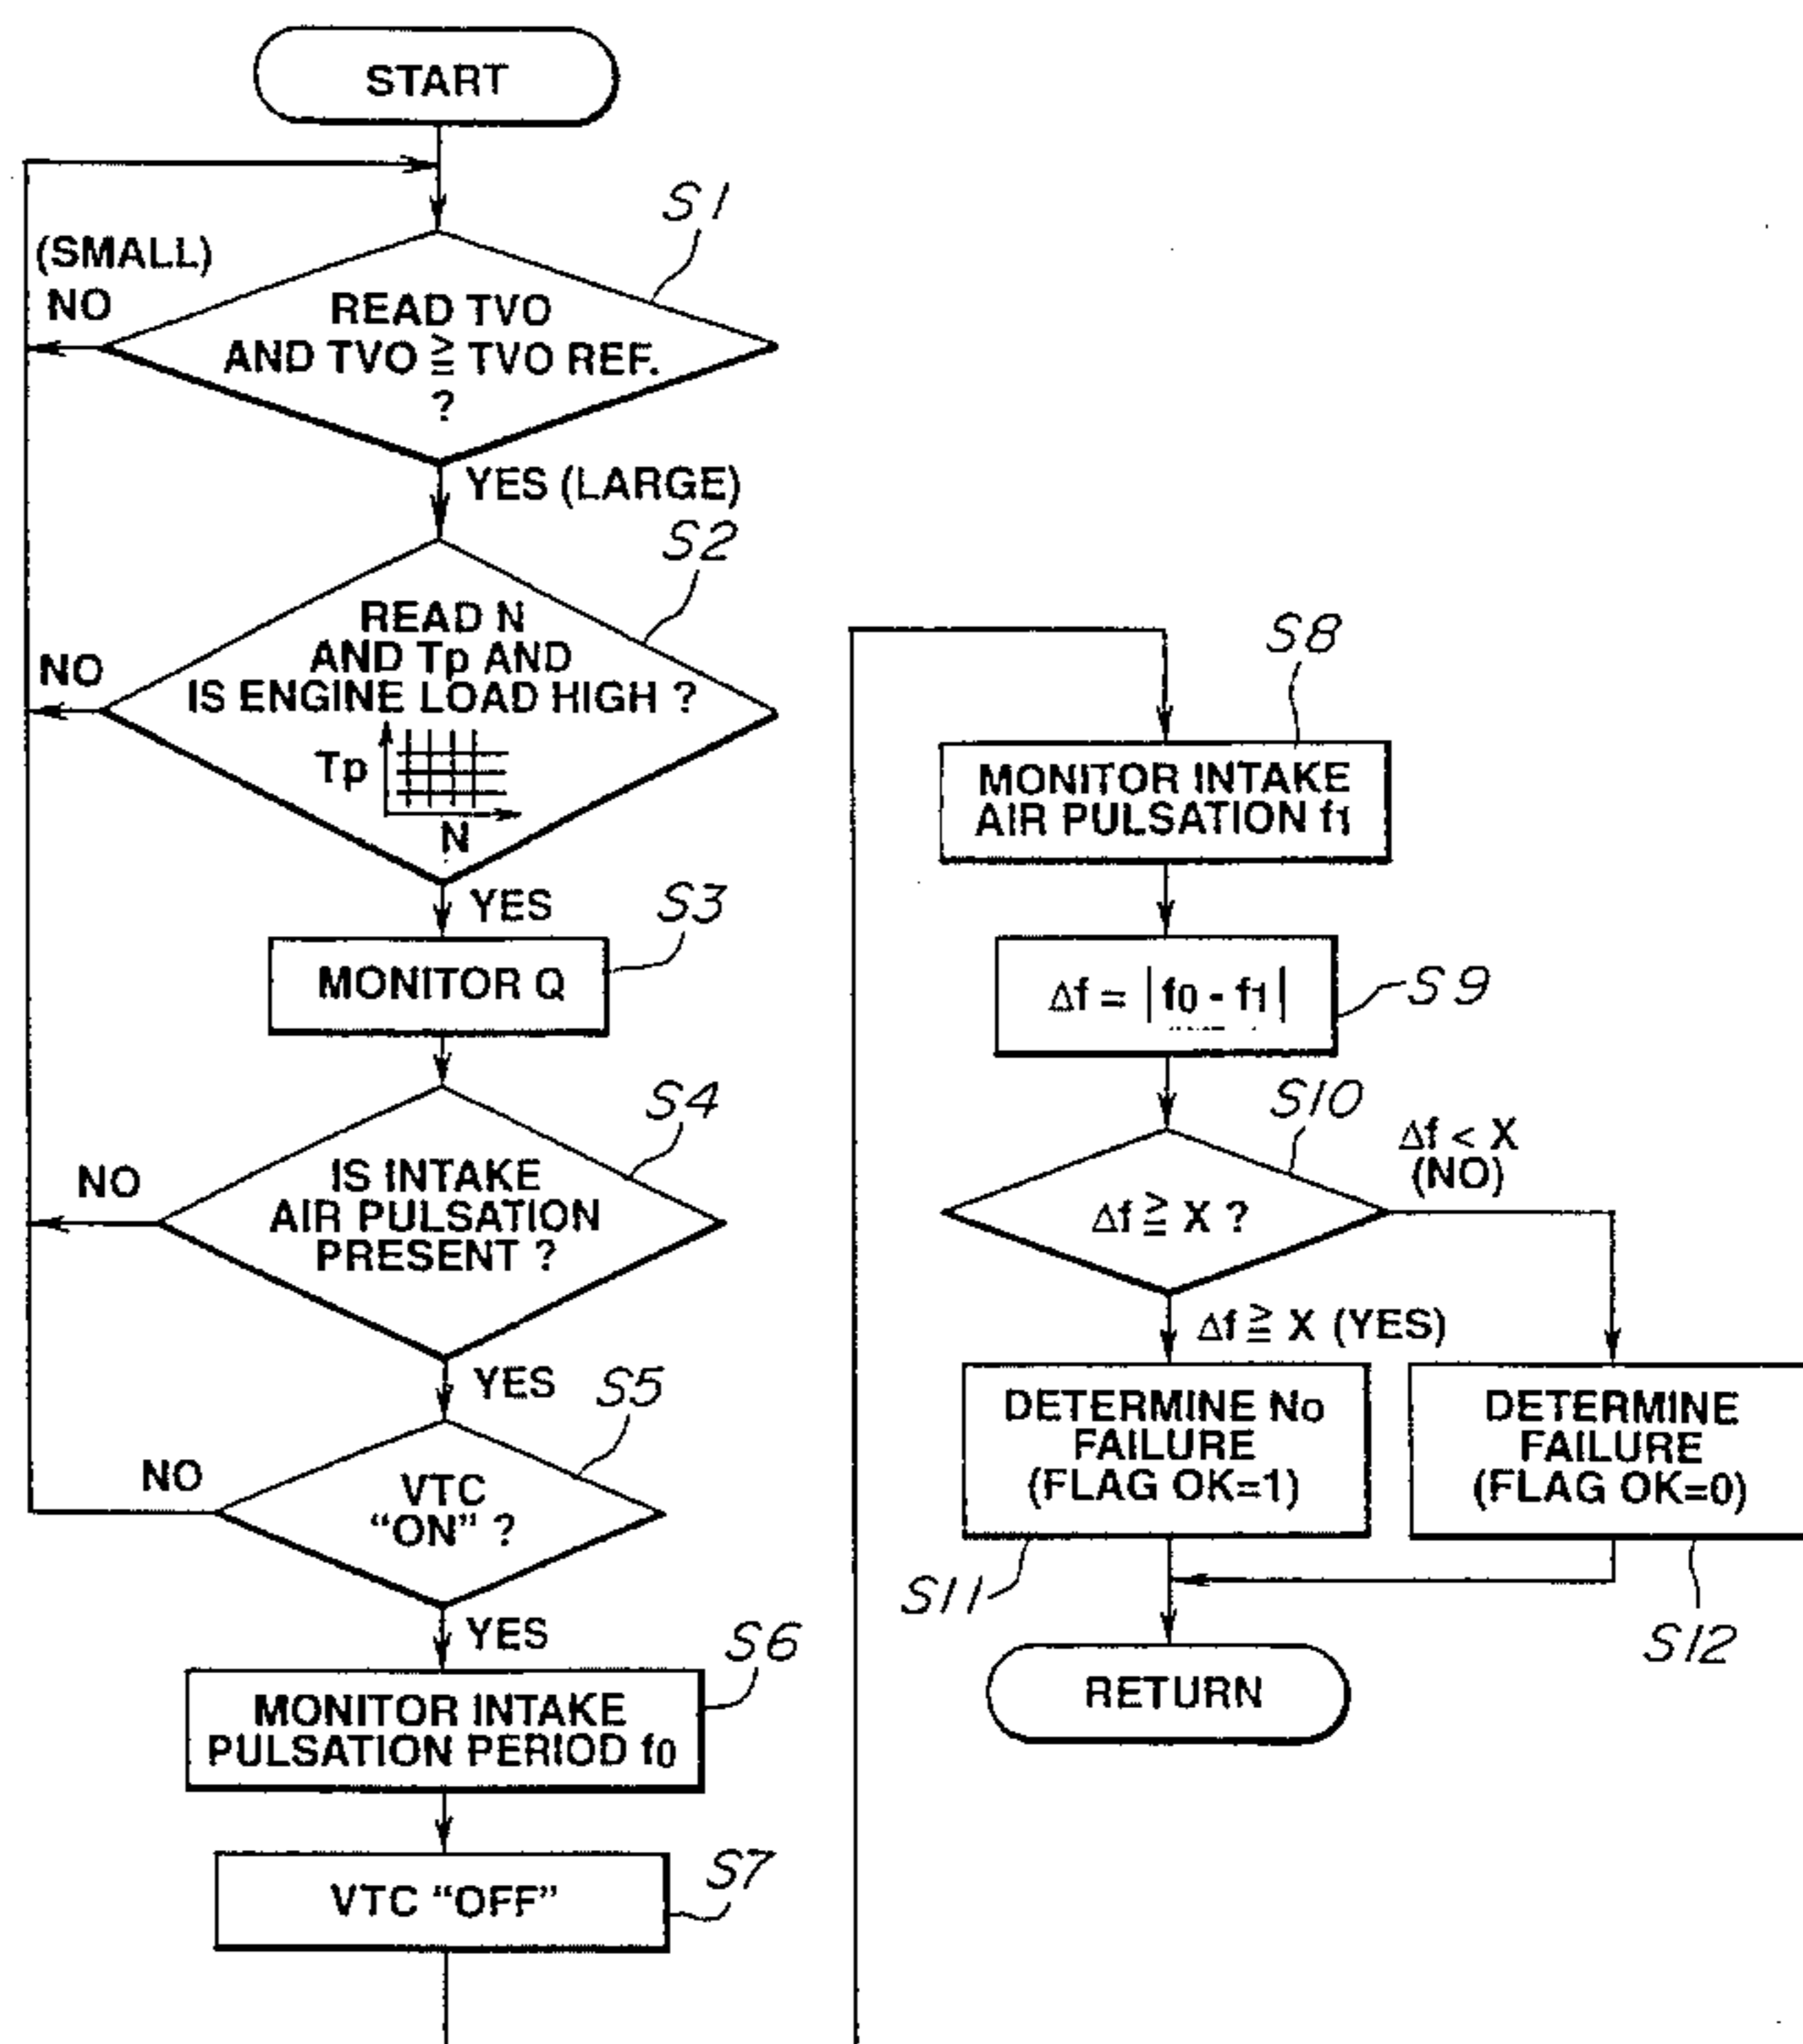 START
S1
(SMALL)
NO
READ TVO
AND TVO ≧ TVO REF.
?
YES (LARGE)
S2
READ N
AND Tp AND
IS ENGINE LOAD HIGH ?
NO
Tp
N
YES
S3
MONITOR Q
S4
NO
IS INTAKE
AIR PULSATION
PRESENT ?
YES
S5
NO
VTC
“ON” ?
YES
S6
MONITOR INTAKE
PULSATION PERIOD f0
S7
VTC “OFF”
S8
MONITOR INTAKE
AIR PULSATION f1
Δf = |f0 - f1|
S9
S10
Δf < X
(NO)
Δf ≧ X ?
Δf ≧ X (YES)
DETERMINE No
FAILURE
(FLAG OK=1)
DETERMINE
FAILURE
(FLAG OK=0)
S11
S12
RETURN